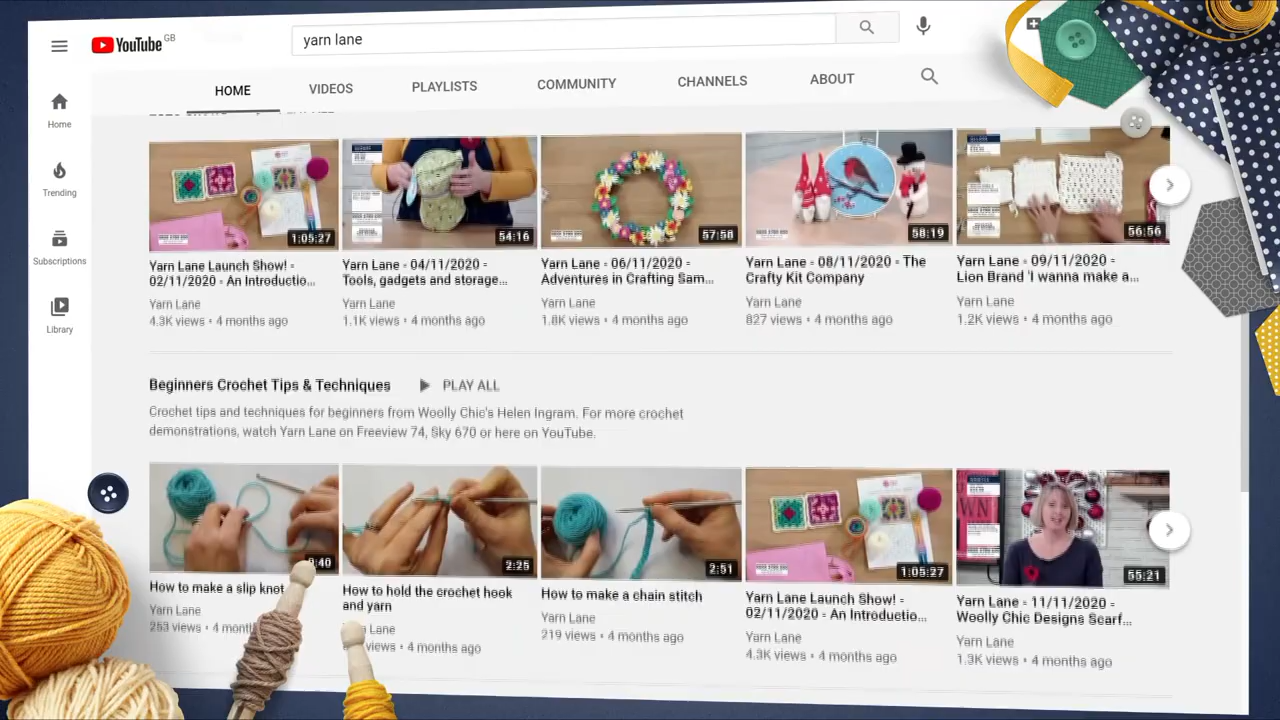 YouTube GB
yarn lane
HOME VIDEOS PLAYLISTS COMMUNITY CHANNELS ABOUT
Home
Trending
Subscriptions
Library
1:05:27
54:16
57:58
58:19
56:56
Yarn Lane Launch Show! -
02/11/2020 - An Introductio...
Yarn Lane
4.3K views • 4 months ago
Yarn Lane - 04/11/2020 -
Tools, gadgets and storage...
Yarn Lane
1.1K views • 4 months ago
Yarn Lane - 06/11/2020 -
Adventures in Crafting Sam...
Yarn Lane
1.8K views • 4 months ago
Yarn Lane - 08/11/2020 - The
Crafty Kit Company
Yarn Lane
827 views • 4 months ago
Yarn Lane - 09/11/2020 -
Lion Brand 'I wanna make a...
Yarn Lane
1.2K views • 4 months ago
Beginners Crochet Tips & Techniques PLAY ALL
Crochet tips and techniques for beginners from Woolly Chic's Helen Ingram. For more crochet
demonstrations, watch Yarn Lane on Freeview 74, Sky 670 or here on YouTube.
:40
2:25
2:51
1:05:27
55:21
How to make a slip knot
Yarn Lane
253 views • 4
How to hold the crochet hook
and yarn
Lane
views • 4 months ago
How to make a chain stitch
Yarn Lane
219 views • 4 months ago
Yarn Lane Launch Show! -
02/11/2020 - An Introductio...
Yarn Lane
4.3K views • 4 months ago
Yarn Lane - 11/11/2020 -
Woolly Chic Designs Scarf...
Yarn Lane
1.3K views • 4 months ago